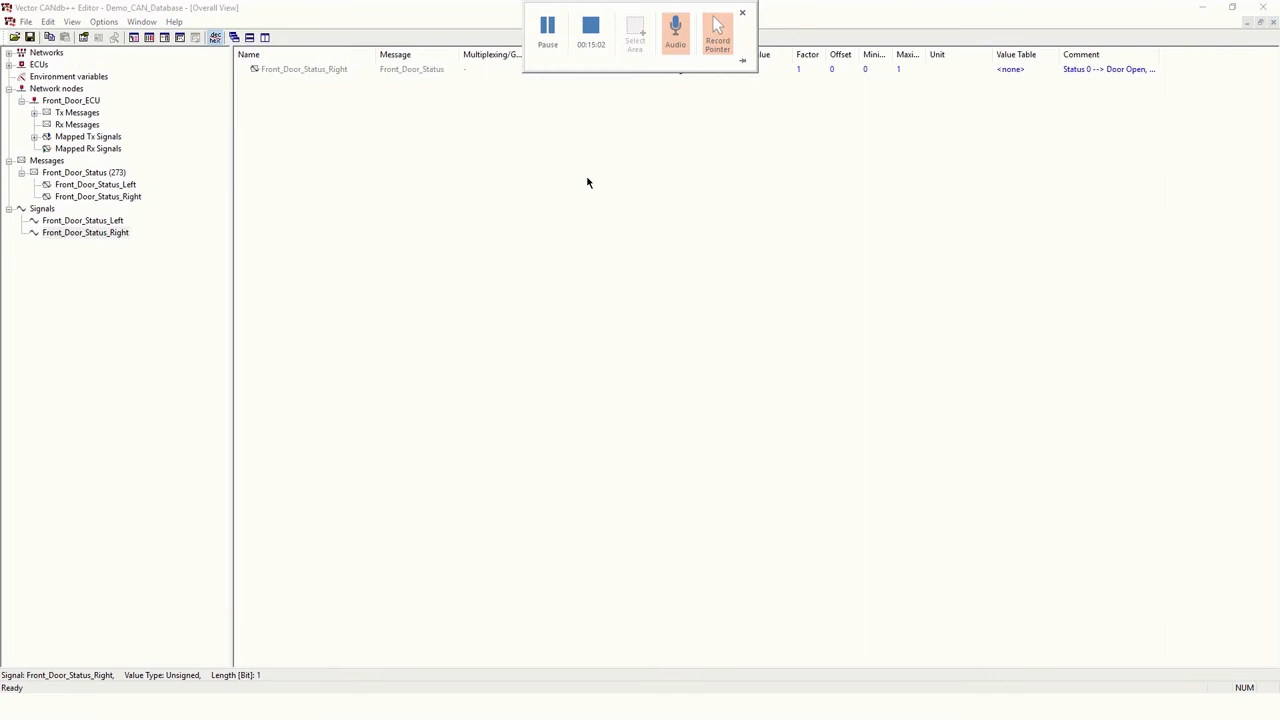 Vector CANdb++ Editor - Demo_CAN_Database - [Overall View]
File Edit View Options Window Help
dec
hex
Pause
00:15:02
Select
Area
Audio
Record
Pointer
Networks
ECUs
Environment variables
Network nodes
Front_Door_ECU
Tx Messages
Rx Messages
Mapped Tx Signals
Mapped Rx Signals
Messages
Front_Door_Status (273)
Front_Door_Status_Left
Front_Door_Status_Right
Signals
Front_Door_Status_Left
Front_Door_Status_Right
Name Message Multiplexing/G... Factor Offset Mini... Maxi... Unit Value Table Comment
Front_Door_Status_Right Front_Door_Status - 1 0 0 1 <none> Status 0 --> Door Open, ...
Signal: Front_Door_Status_Right, Value Type: Unsigned, Length [Bit]: 1
Ready NUM